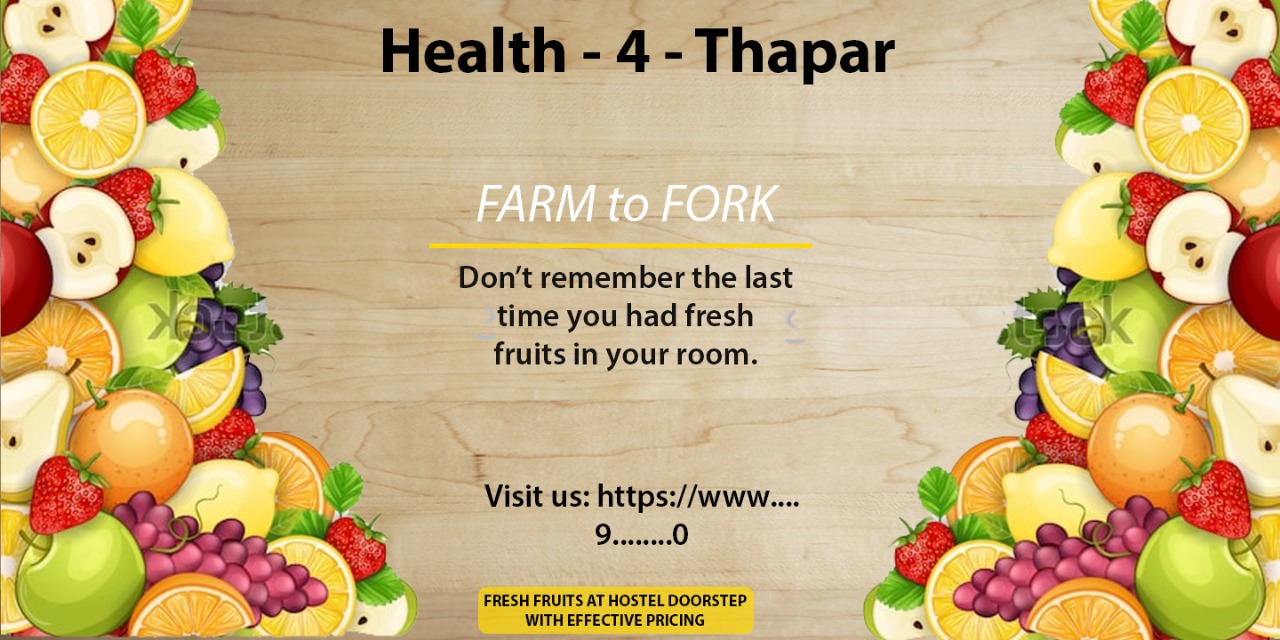 Health - 4 - Thapar
FARM to FORK
Don’t remember the last
time you had fresh
fruits in your room.
Visit us: https://www....
9........0
FRESH FRUITS AT HOSTEL DOORSTEP
WITH EFFECTIVE PRICING